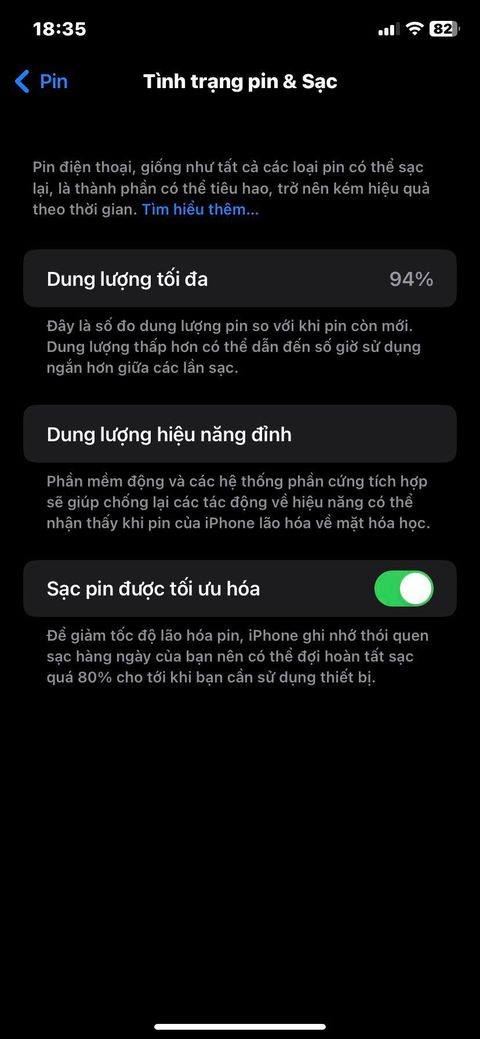 18:35
82
Pin
Tình trạng pin & Sạc
Pin điện thoại, giống như tất cả các loại pin có thể sạc
lại, là thành phần có thể tiêu hao, trở nên kém hiệu quả
theo thời gian. Tìm hiểu thêm...
Dung lượng tối đa
94%
Đây là số đo dung lượng pin so với khi pin còn mới.
Dung lượng thấp hơn có thể dẫn đến số giờ sử dụng
ngắn hơn giữa các lần sạc.
Dung lượng hiệu năng đỉnh
Phần mềm động và các hệ thống phần cứng tích hợp
sẽ giúp chống lại các tác động về hiệu năng có thể
nhận thấy khi pin của iPhone lão hóa về mặt hóa học.
Sạc pin được tối ưu hóa
Để giảm tốc độ lão hóa pin, iPhone ghi nhớ thói quen
sạc hàng ngày của bạn nên có thể đợi hoàn tất sạc
quá 80% cho tới khi bạn cần sử dụng thiết bị.